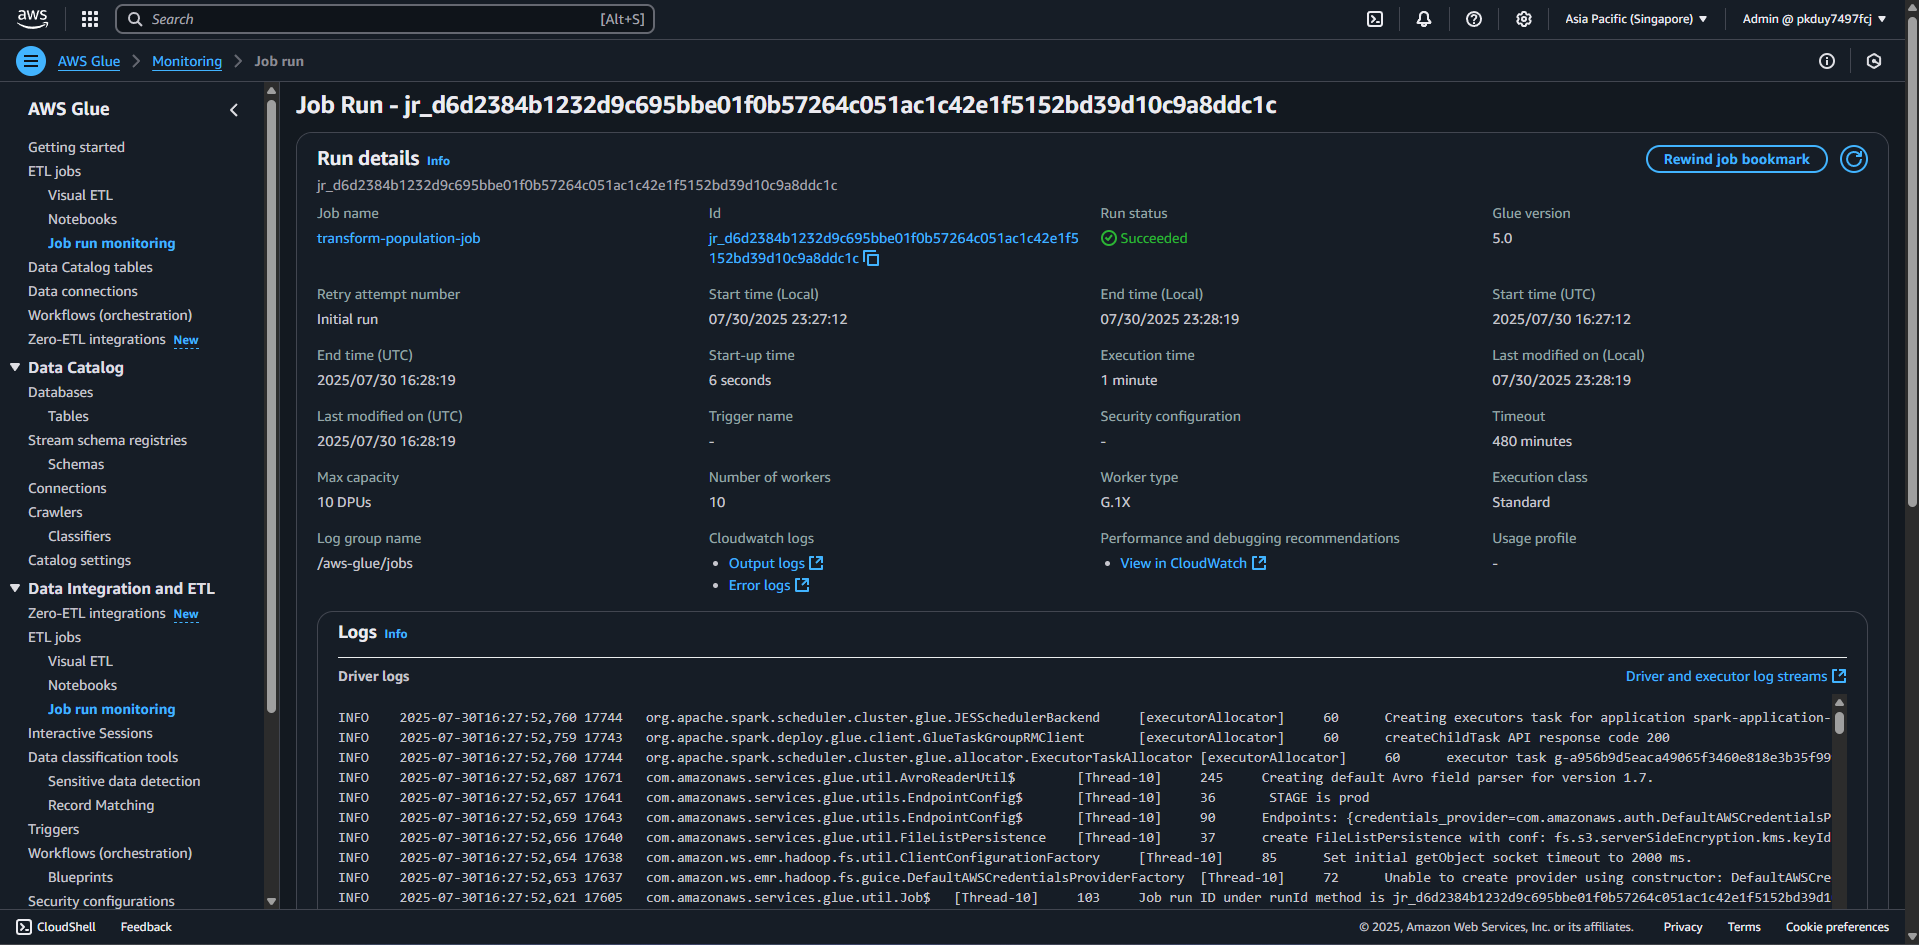 aws
Search
[Alt+S]
Asia Pacific (Singapore)
Admin @ pkduy7497fcj
AWS Glue
Monitoring
Job run
AWS Glue
Getting started
ETL jobs
Visual ETL
Notebooks
Job run monitoring
Data Catalog tables
Data connections
Workflows (orchestration)
Zero-ETL integrations New
Data Catalog
Databases
Tables
Stream schema registries
Schemas
Connections
Crawlers
Classifiers
Catalog settings
Data Integration and ETL
Zero-ETL integrations New
ETL jobs
Visual ETL
Notebooks
Job run monitoring
Interactive Sessions
Data classification tools
Sensitive data detection
Record Matching
Triggers
Workflows (orchestration)
Blueprints
Security configurations
Job Run - jr_d6d2384b1232d9c695bbe01f0b57264c051ac1c42e1f5152bd39d10c9a8ddc1c
Run details Info
Rewind job bookmark
jr_d6d2384b1232d9c695bbe01f0b57264c051ac1c42e1f5152bd39d10c9a8ddc1c
Job name
transform-population-job
Id
jr_d6d2384b1232d9c695bbe01f0b57264c051ac1c42e1f5
152bd39d10c9a8ddc1c
Run status
Succeeded
Glue version
5.0
Retry attempt number
Initial run
Start time (Local)
07/30/2025 23:27:12
End time (Local)
07/30/2025 23:28:19
Start time (UTC)
2025/07/30 16:27:12
End time (UTC)
2025/07/30 16:28:19
Start-up time
6 seconds
Execution time
1 minute
Last modified on (Local)
07/30/2025 23:28:19
Last modified on (UTC)
2025/07/30 16:28:19
Trigger name
-
Security configuration
-
Timeout
480 minutes
Max capacity
10 DPUs
Number of workers
10
Worker type
G.1X
Execution class
Standard
Log group name
/aws-glue/jobs
Cloudwatch logs
• Output logs
• Error logs
Performance and debugging recommendations
• View in CloudWatch
Usage profile
-
Logs Info
Driver logs
Driver and executor log streams
INFO 2025-07-30T16:27:52,760 17744 org.apache.spark.scheduler.cluster.glue.JESSchedulerBackend [executorAllocator] 60 Creating executors task for application spark-application-
INFO 2025-07-30T16:27:52,759 17743 org.apache.spark.deploy.glue.client.GlueTaskGroupRMClient [executorAllocator] 60 createChildTask API response code 200
INFO 2025-07-30T16:27:52,760 17744 org.apache.spark.scheduler.cluster.glue.allocator.ExecutorTaskAllocator [executorAllocator] 60 executor task g-a956b9d5eaca49065f3460e818e3b35f99
INFO 2025-07-30T16:27:52,687 17671 com.amazonaws.services.glue.util.AvroReaderUtil$ [Thread-10] 245 Creating default Avro field parser for version 1.7.
INFO 2025-07-30T16:27:52,657 17641 com.amazonaws.services.glue.utils.EndpointConfig$ [Thread-10] 36 STAGE is prod
INFO 2025-07-30T16:27:52,659 17643 com.amazonaws.services.glue.utils.EndpointConfig$ [Thread-10] 90 Endpoints: {credentials_provider=com.amazonaws.auth.DefaultAWSCredentialsP
INFO 2025-07-30T16:27:52,656 17640 com.amazonaws.services.glue.util.FileListPersistence [Thread-10] 37 create FileListPersistence with conf: fs.s3.serverSideEncryption.kms.keyId
INFO 2025-07-30T16:27:52,654 17638 com.amazon.ws.emr.hadoop.fs.util.ClientConfigurationFactory [Thread-10] 85 Set initial getObject socket timeout to 2000 ms.
INFO 2025-07-30T16:27:52,653 17637 com.amazon.ws.emr.hadoop.fs.guice.DefaultAWSCredentialsProviderFactory [Thread-10] 72 Unable to create provider using constructor: DefaultAWSCre
INFO 2025-07-30T16:27:52,621 17605 com.amazonaws.services.glue.util.Job$ [Thread-10] 103 Job run ID under runId method is jr_d6d2384b1232d9c695bbe01f0b57264c051ac1c42e1f5152bd39d1
CloudShell
Feedback
© 2025, Amazon Web Services, Inc. or its affiliates.
Privacy
Terms
Cookie preferences